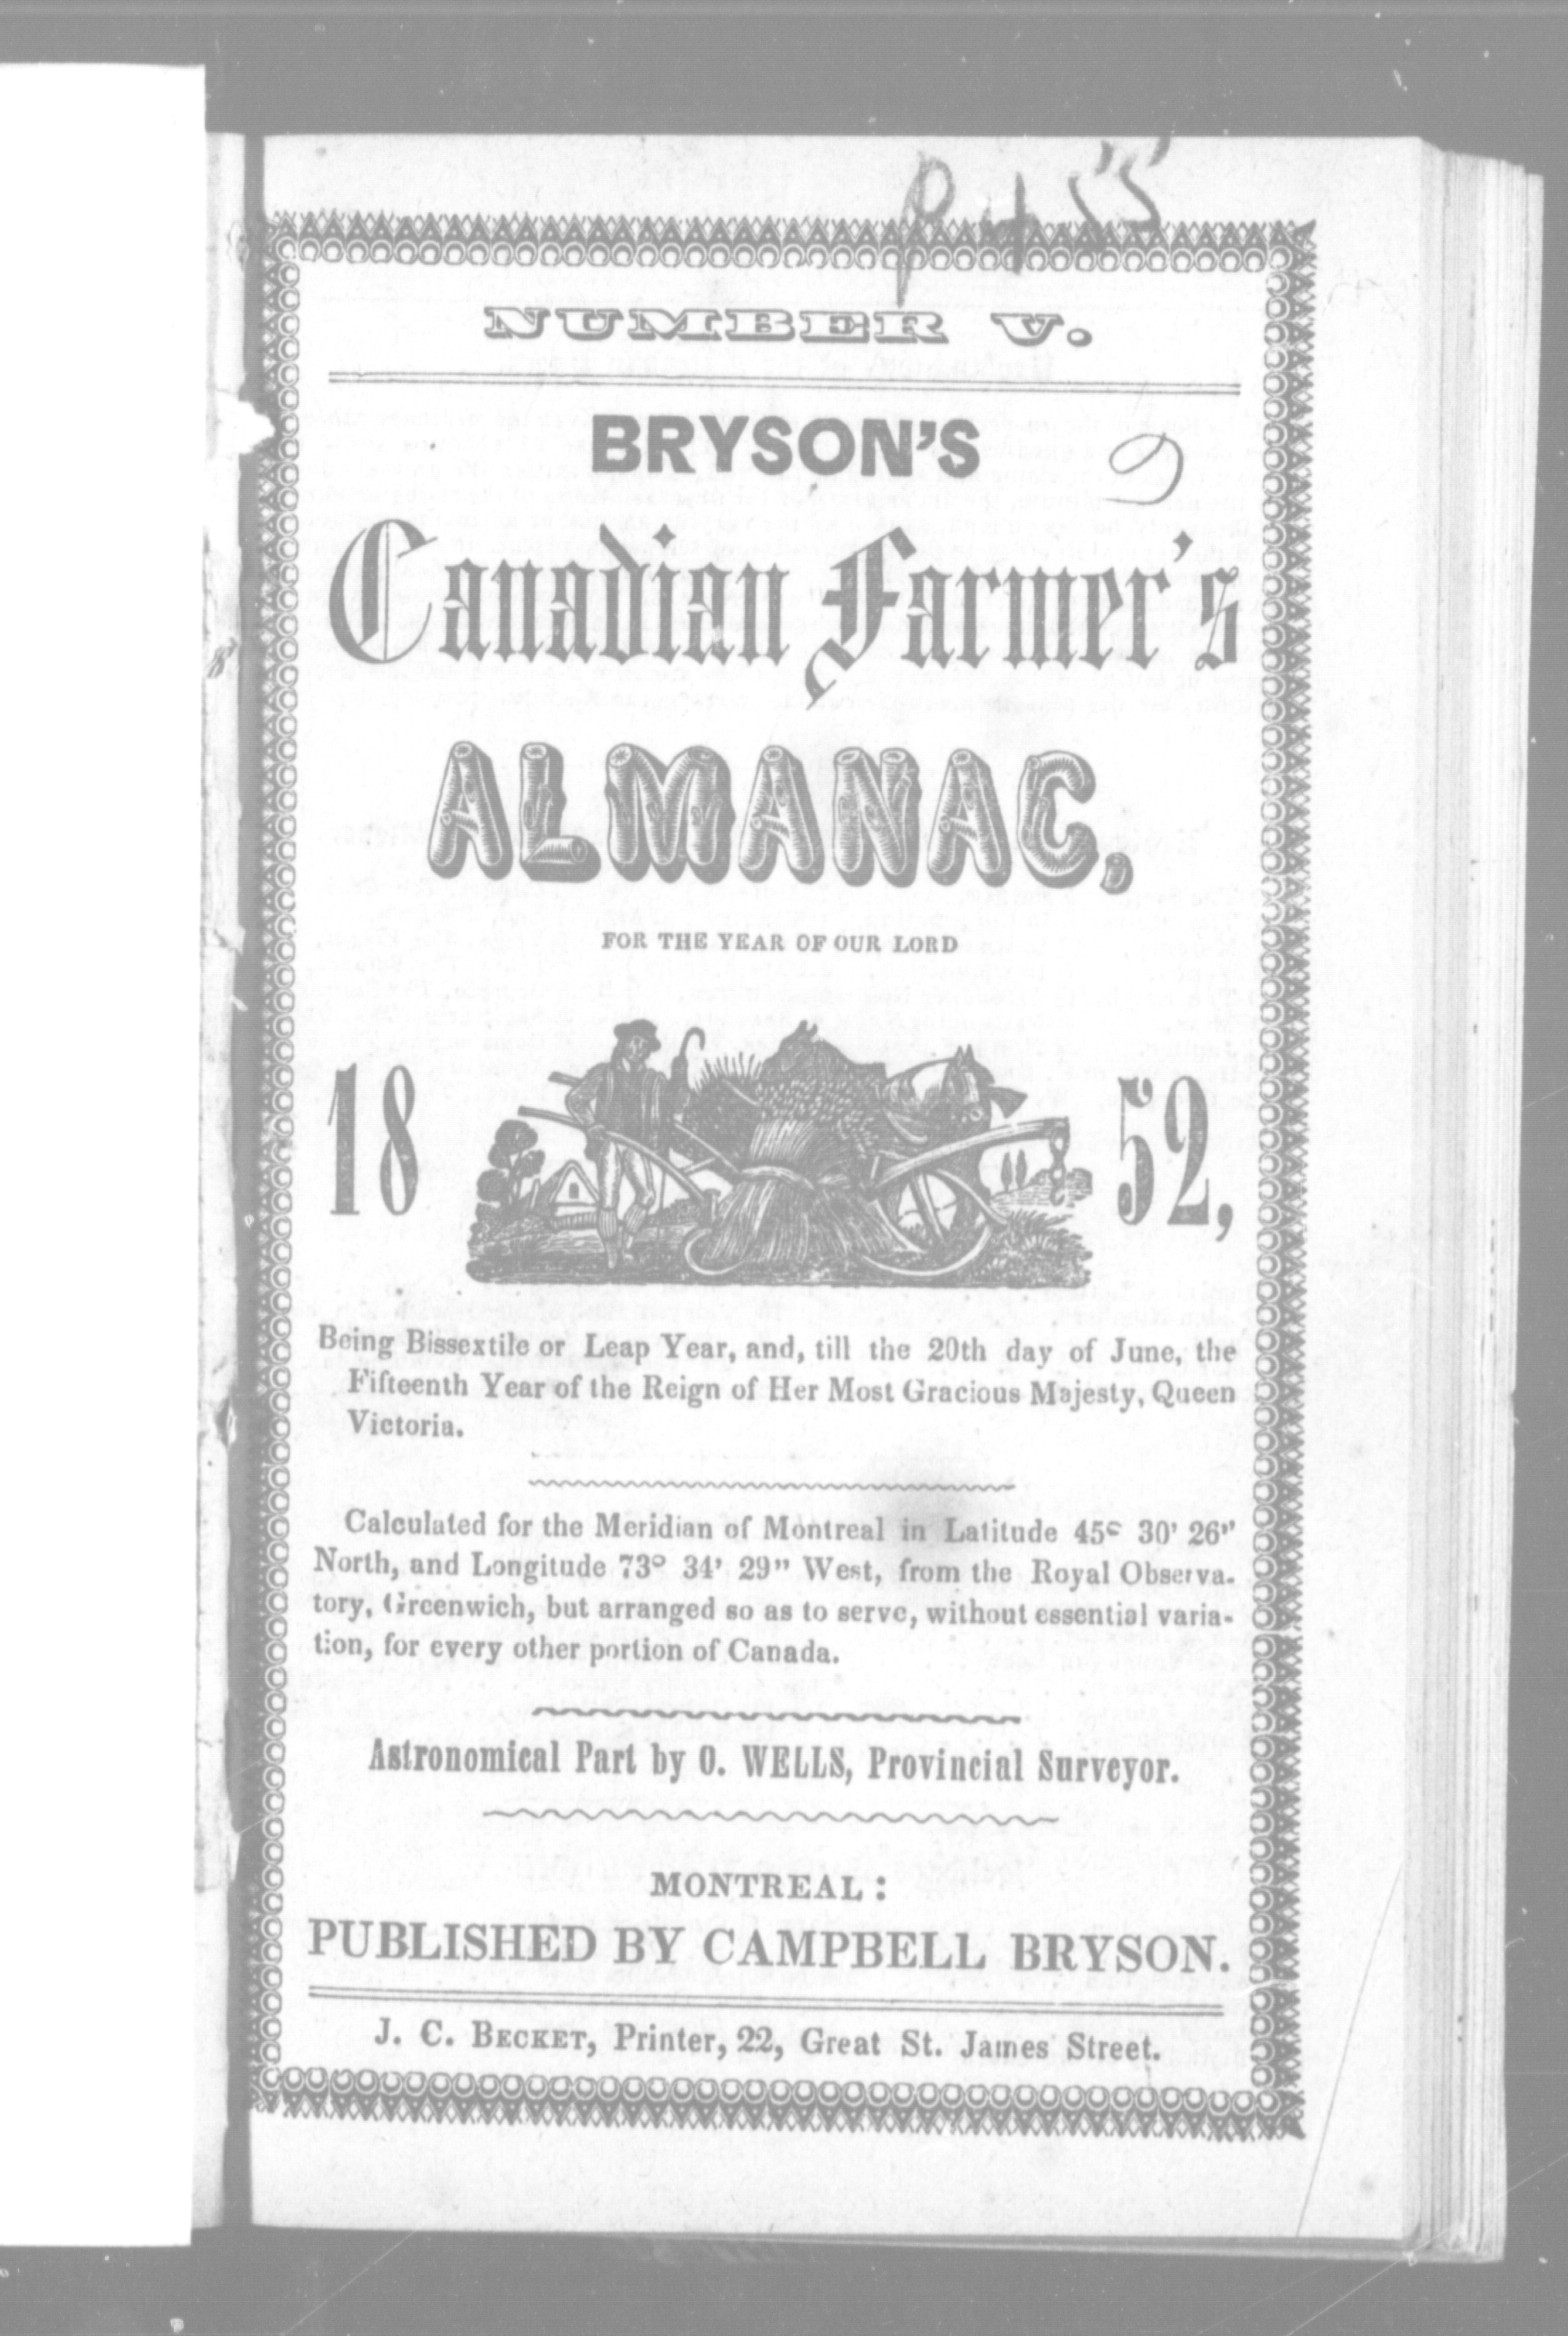 p 455
NUMBER V.
BRYSON'S
Canadian Farmer's
ALMANAC,
FOR THE YEAR OF OUR LORD
1852,
Being Bissextile or Leap Year, and, till the 20th day of June, the
Fifteenth Year of the Reign of Her Most Gracious Majesty, Queen
Victoria.
Calculated for the Meridian of Montreal in Latitude 45° 30' 26"
North, and Longitude 73° 34' 29" West, from the Royal Observa-
tory, Greenwich, but arranged so as to serve, without essential varia-
tion, for every other portion of Canada.
Astronomical Part by O. WELLS, Provincial Surveyor.
MONTREAL:
PUBLISHED BY CAMPBELL BRYSON.
J. C. BECKET, Printer, 22, Great St. James Street.